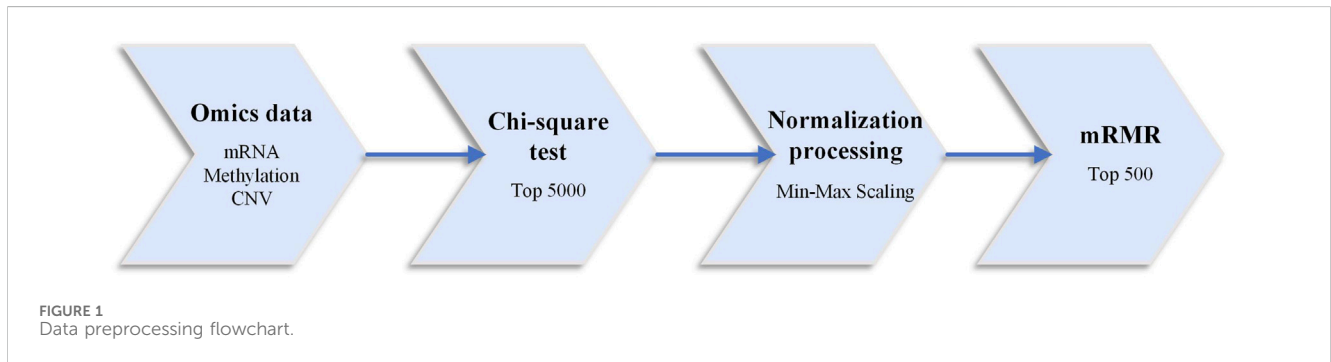 Omics data
mRNA
Methylation
CNV
Chi-square
test
Top 5000
Normalization
processing
Min-Max Scaling
mRMR
Top 500
FIGURE 1
Data preprocessing flowchart.